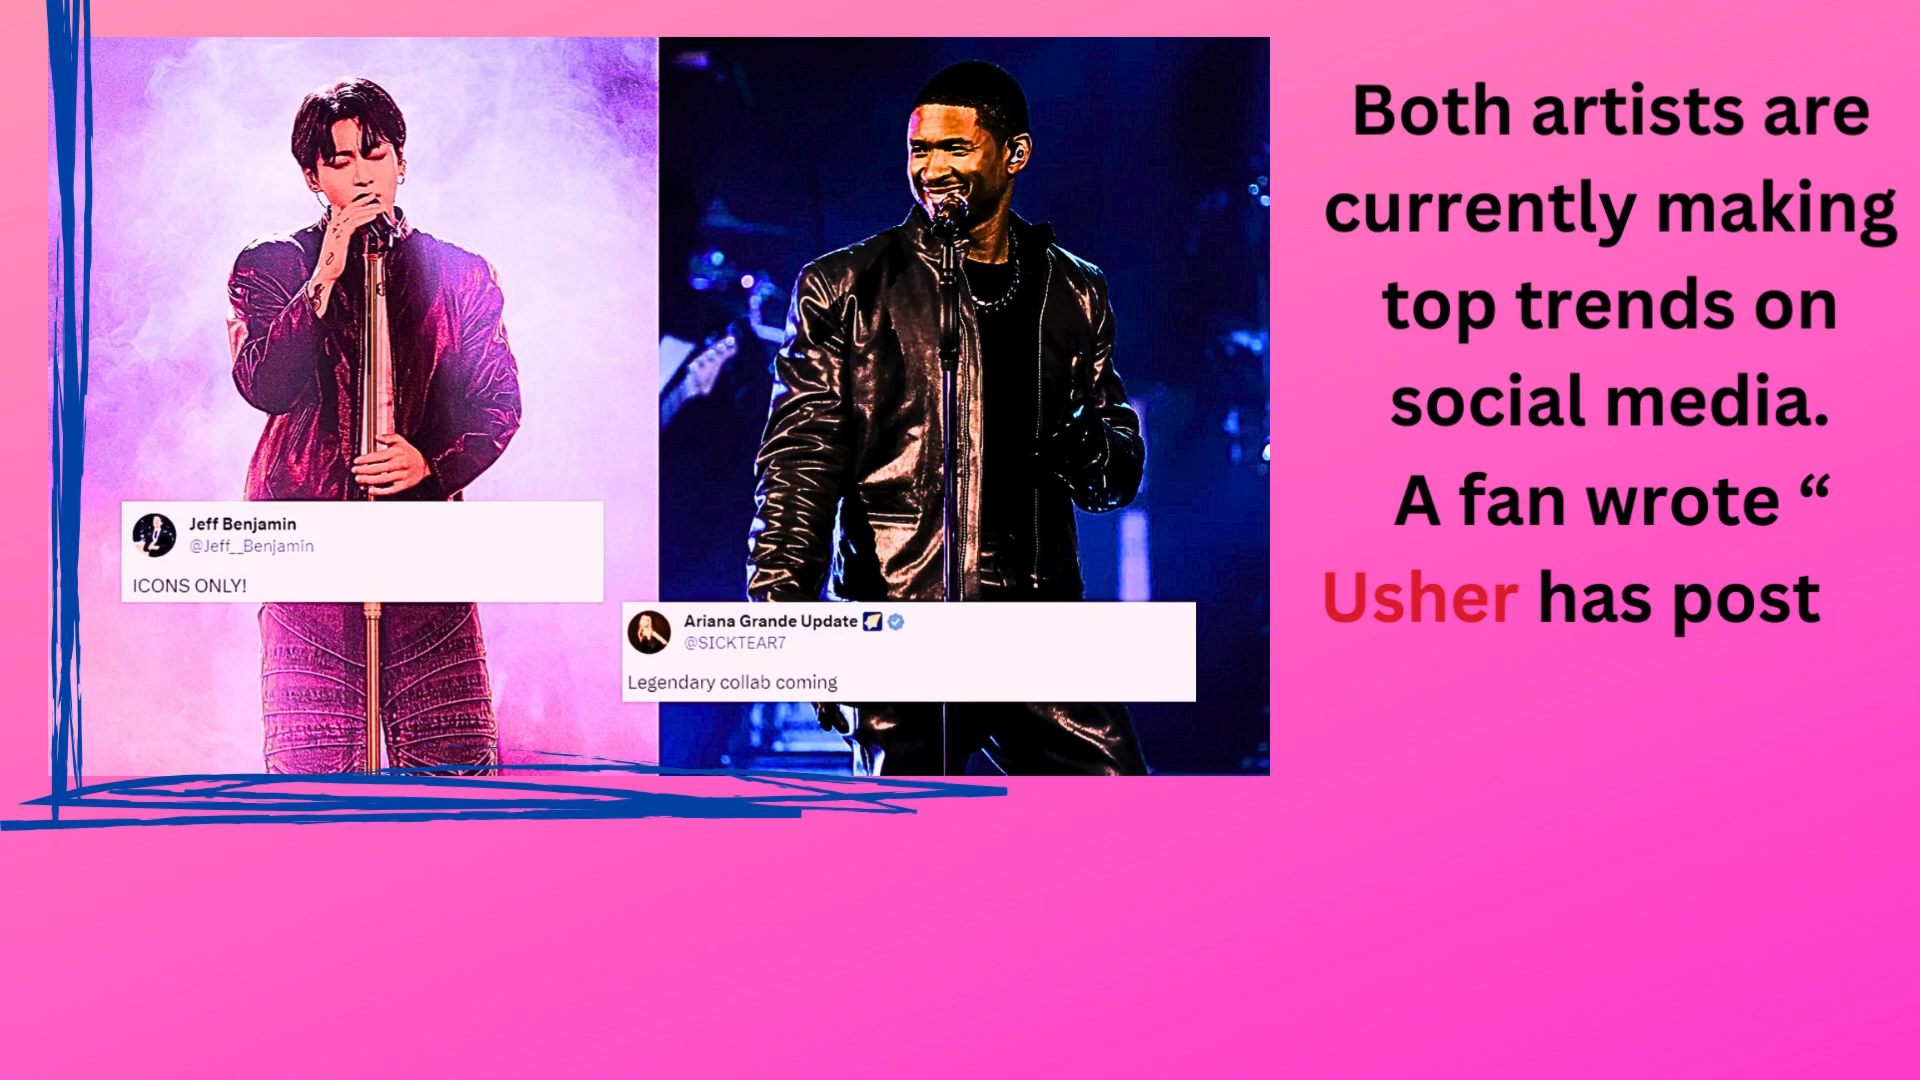 Both artists are
currently making
top trends on
social media.
A fan wrote “
Usher has post
Jeff Benjamin
@Jeff__Benjamin
ICONS ONLY!
Ariana Grande Update
@SICKTEAR7
Legendary collab coming